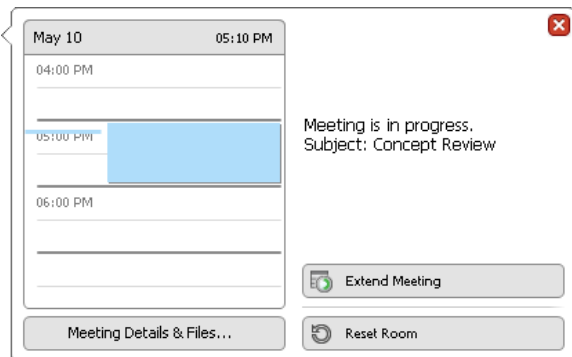 May 10 05:10 PM
04:00 PM
05:00 PM
06:00 PM
Meeting Details & Files...
Meeting is in progress.
Subject: Concept Review
Extend Meeting
Reset Room